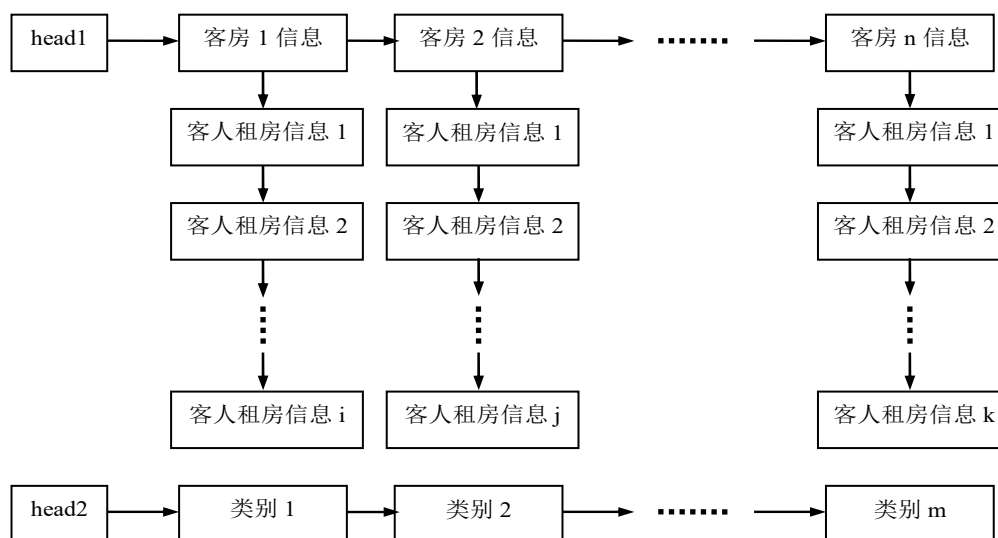 head1 客房 1 信息 客房 2 信息 ······· 客房 n 信息
客人租房信息 1 客人租房信息 1 客人租房信息 1
客人租房信息 2 客人租房信息 2 客人租房信息 2
客人租房信息 i 客人租房信息 j 客人租房信息 k
head2 类别 1 类别 2 ······· 类别 m